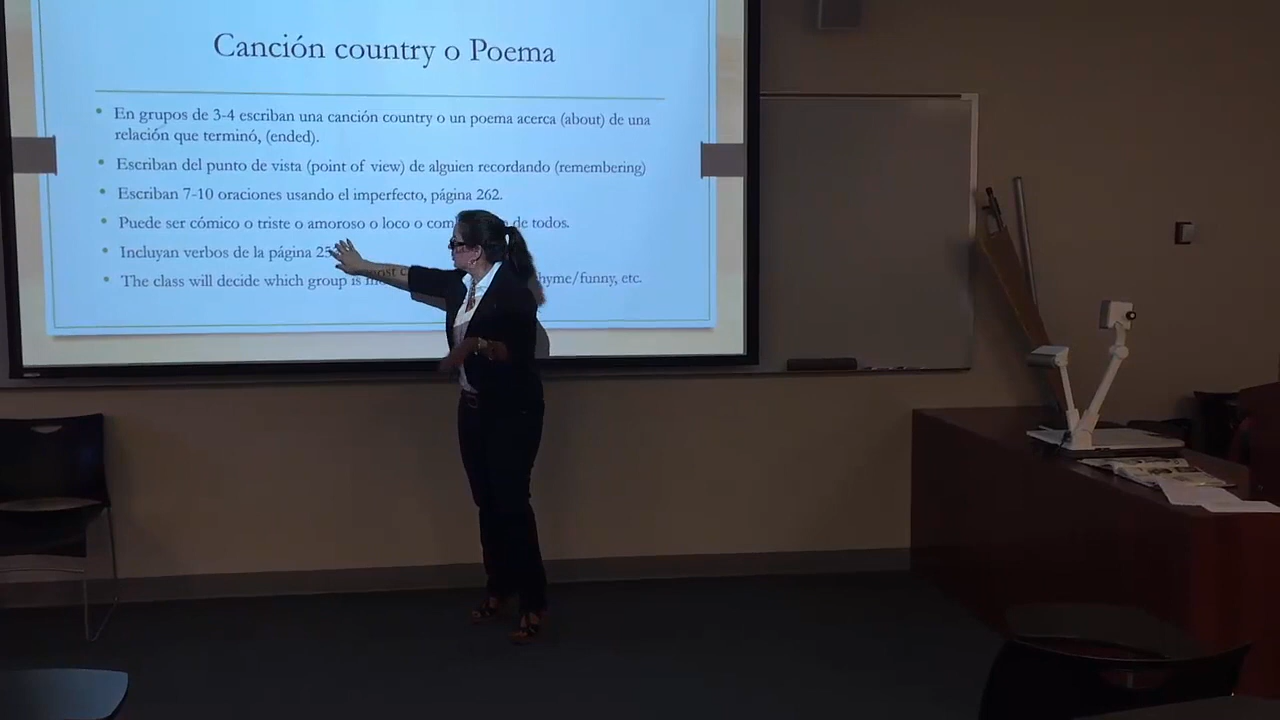 Canción country o Poema
• En grupos de 3-4 escriban una canción country o un poema acerca (about) de una
relación que terminó, (ended).
• Escriban del punto de vista (point of view) de alguien recordando (remembering)
• Escriban 7-10 oraciones usando el imperfecto, página 262.
• Puede ser cómico o triste o amoroso o loco o de todos.
• Incluyan verbos de la página
• The class will decide which group is hyme/funny, etc.